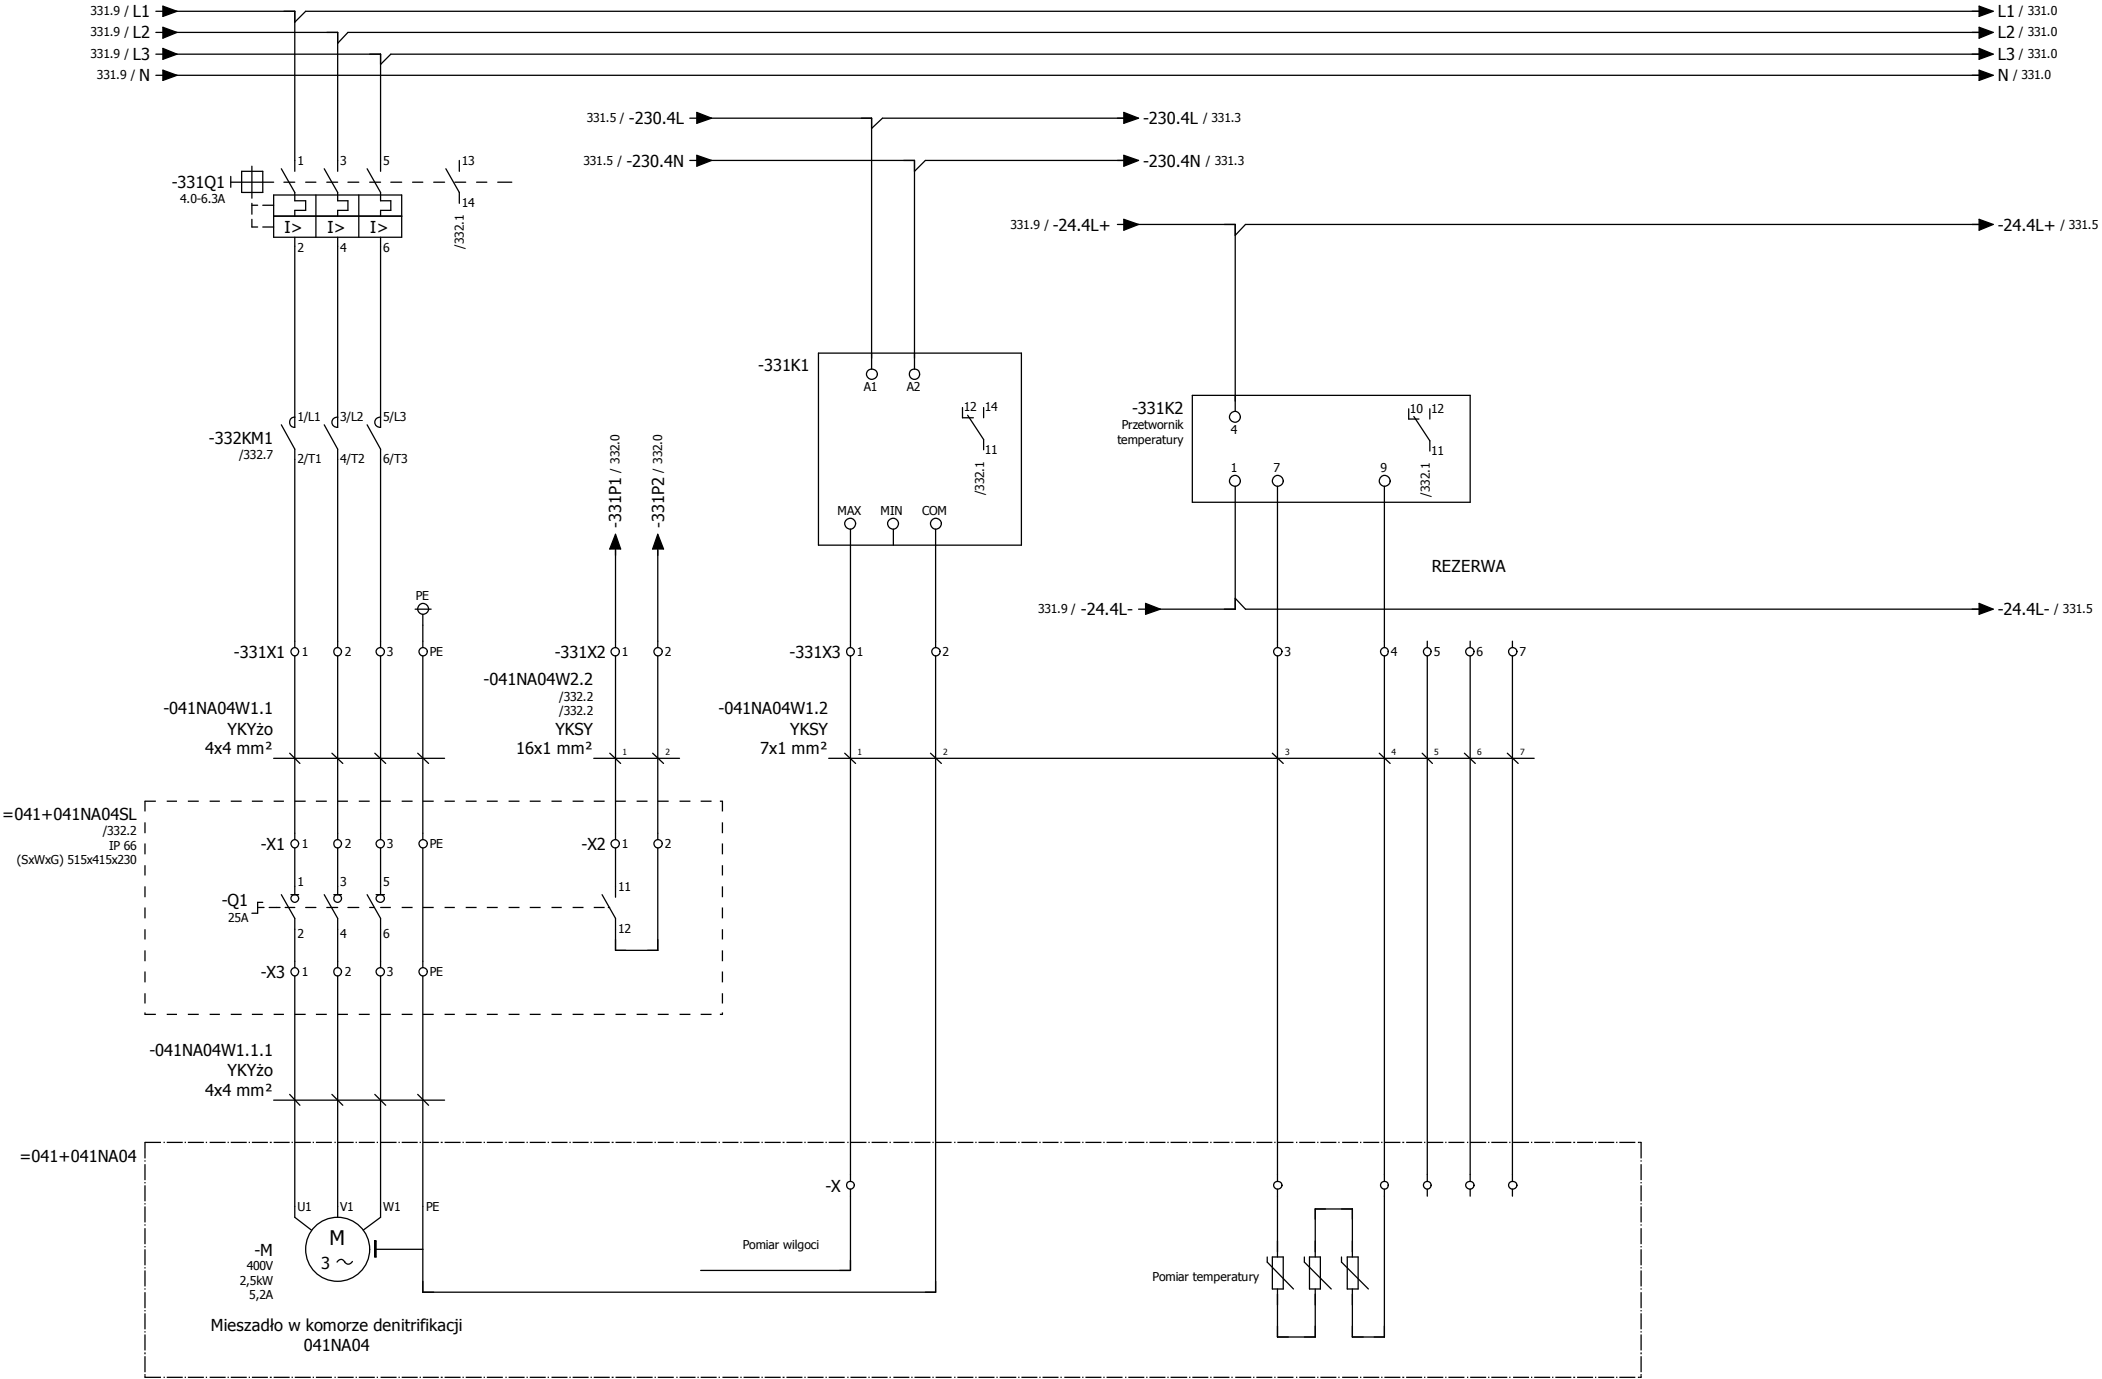 331.9 / L1
L1 / 331.0
331.9 / L2
L2 / 331.0
331.9 / L3
L3 / 331.0
331.9 / N
N / 331.0
331.5 / -230.4L
-230.4L / 331.3
331.5 / -230.4N
-230.4N / 331.3
331.9 / -24.4L+
-24.4L+ / 331.5
-331Q1
4.0-6.3A
1
3
5
13
14
/332.1
I>
I>
I>
2
4
6
-332KM1
/332.7
1/L1
3/L2
5/L3
2/T1
4/T2
6/T3
-331P1 / 332.0
-331P2 / 332.0
-331K1
A1
A2
12
14
11
/332.1
MAX
MIN
COM
-331K2
Przetwornik
temperatury
4
10
12
11
/332.1
1
7
9
REZERWA
331.9 / -24.4L-
-24.4L- / 331.5
PE
-331X1
1
2
3
PE
-331X2
1
2
-331X3
1
2
3
4
5
6
7
-041NA04W1.1
YKYżo
4x4 mm²
-041NA04W2.2
/332.2
/332.2
YKSY
16x1 mm²
1
2
-041NA04W1.2
YKSY
7x1 mm²
1
2
3
4
5
6
7
=041+041NA04SL
/332.2
IP 66
(SxWxG) 515x415x230
-X1
1
2
3
PE
-X2
1
2
-Q1
25A
1
3
5
2
4
6
11
12
-X3
1
2
3
PE
-041NA04W1.1.1
YKYżo
4x4 mm²
=041+041NA04
-X
U1
V1
W1
PE
M
3 ~
-M
400V
2,5kW
5,2A
Pomiar wilgoci
Pomiar temperatury
Mieszadło w komorze denitrifikacji
041NA04